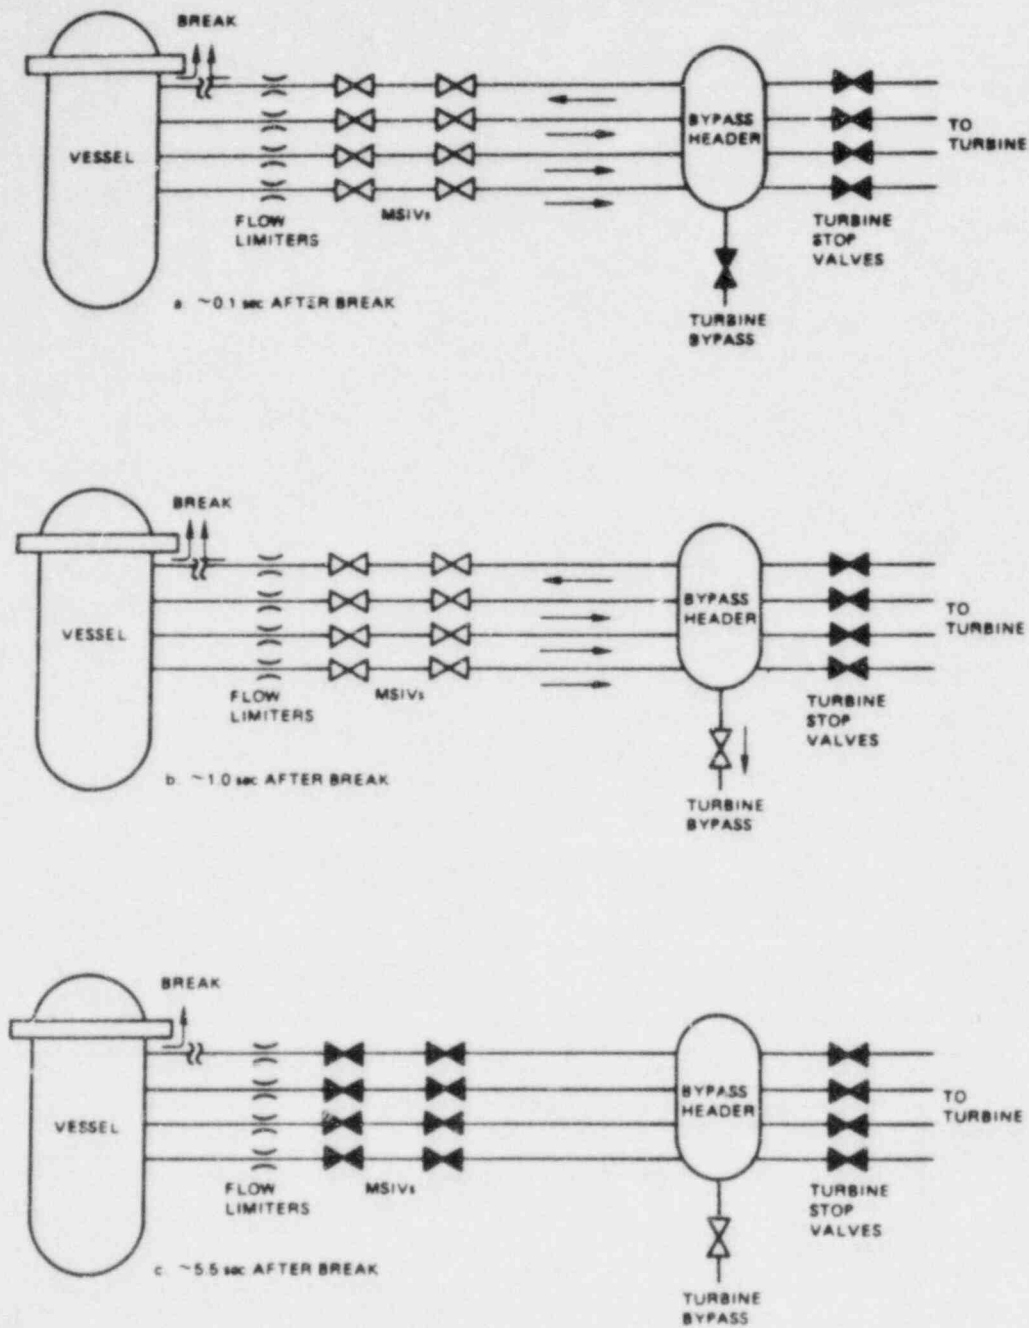 BREAK
VESSEL
BYPASS
HEADER
TO
TURBINE
FLOW
LIMITERS
MSIVs
TURBINE
STOP
VALVES
a. ~0.1 sec AFTER BREAK
TURBINE
BYPASS
BREAK
VESSEL
BYPASS
HEADER
TO
TURBINE
FLOW
LIMITERS
MSIVs
TURBINE
STOP
VALVES
b. ~1.0 sec AFTER BREAK
TURBINE
BYPASS
BREAK
VESSEL
BYPASS
HEADER
TO
TURBINE
FLOW
LIMITERS
MSIVs
TURBINE
STOP
VALVES
c. ~5.5 sec AFTER BREAK
TURBINE
BYPASS